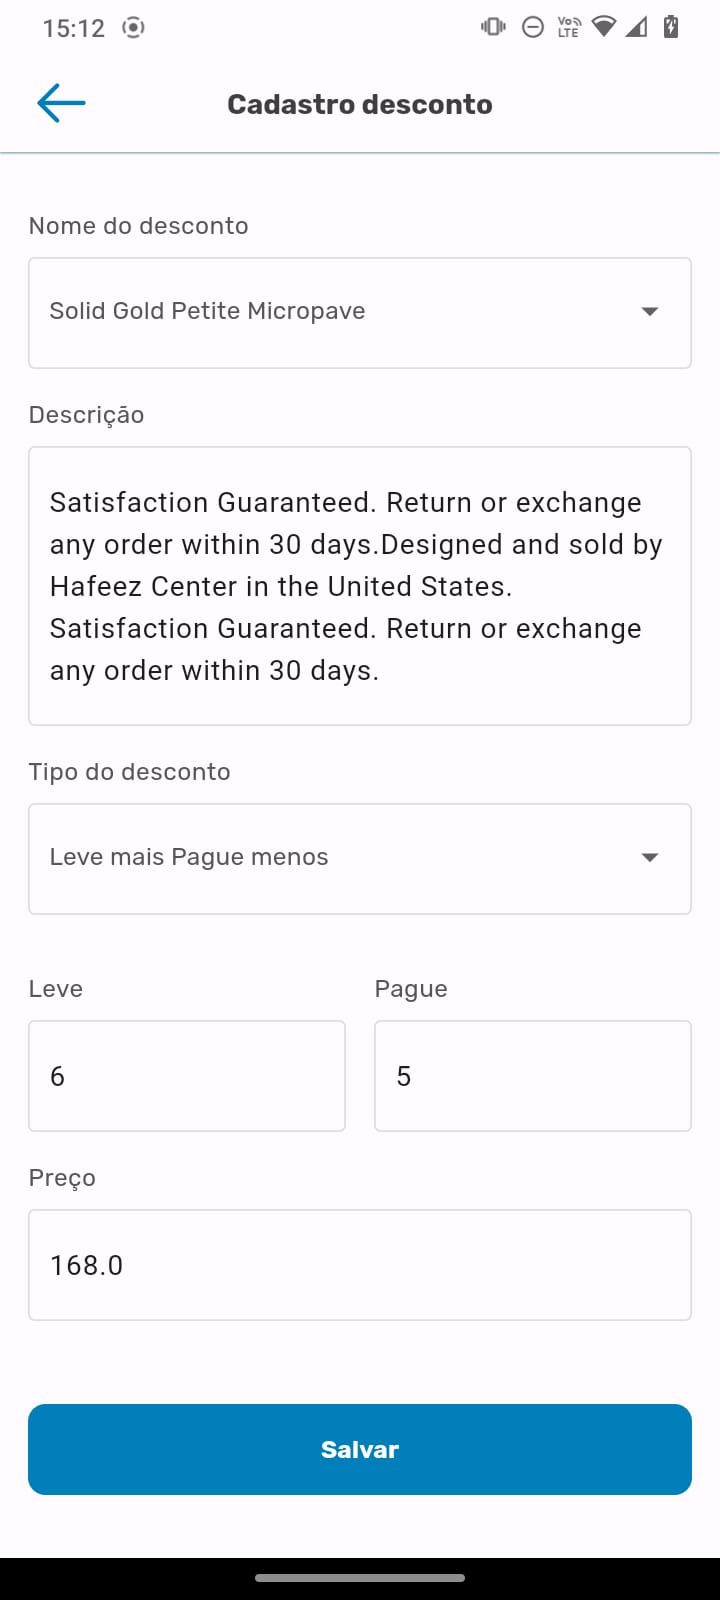 15:12
Vo LTE
Cadastro desconto
Nome do desconto
Solid Gold Petite Micropave
Descrição
Satisfaction Guaranteed. Return or exchange
any order within 30 days.Designed and sold by
Hafeez Center in the United States.
Satisfaction Guaranteed. Return or exchange
any order within 30 days.
Tipo do desconto
Leve mais Pague menos
Leve
Pague
6
5
Preço
168.0
Salvar